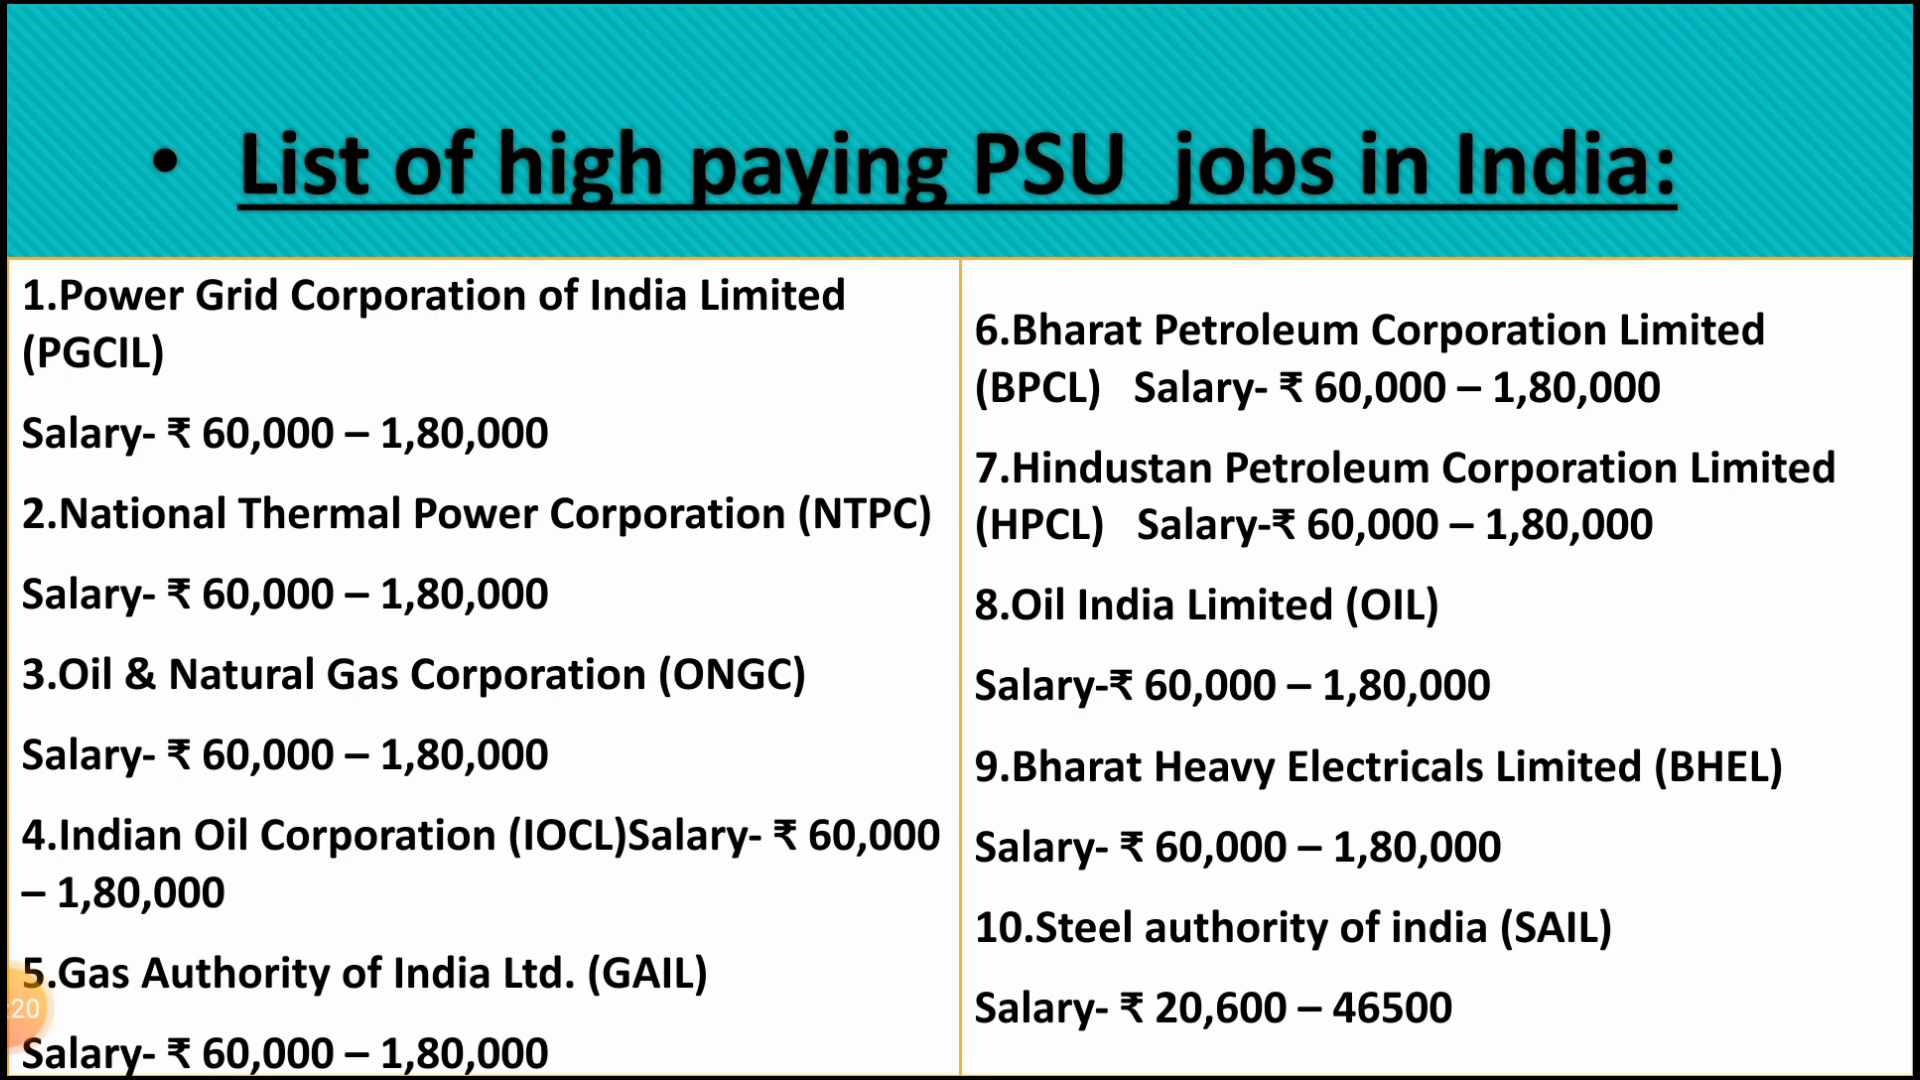 • List of high paying PSU  jobs in India:
1.Power Grid Corporation of India Limited
(PGCIL)
Salary- ₹ 60,000 – 1,80,000
2.National Thermal Power Corporation (NTPC)
Salary- ₹ 60,000 – 1,80,000
3.Oil & Natural Gas Corporation (ONGC)
Salary- ₹ 60,000 – 1,80,000
4.Indian Oil Corporation (IOCL)Salary- ₹ 60,000
– 1,80,000
5.Gas Authority of India Ltd. (GAIL)
:20
Salary- ₹ 60,000 – 1,80,000
6.Bharat Petroleum Corporation Limited
(BPCL)   Salary- ₹ 60,000 – 1,80,000
7.Hindustan Petroleum Corporation Limited
(HPCL)   Salary-₹ 60,000 – 1,80,000
8.Oil India Limited (OIL)
Salary-₹ 60,000 – 1,80,000
9.Bharat Heavy Electricals Limited (BHEL)
Salary- ₹ 60,000 – 1,80,000
10.Steel authority of india (SAIL)
Salary- ₹ 20,600 – 46500